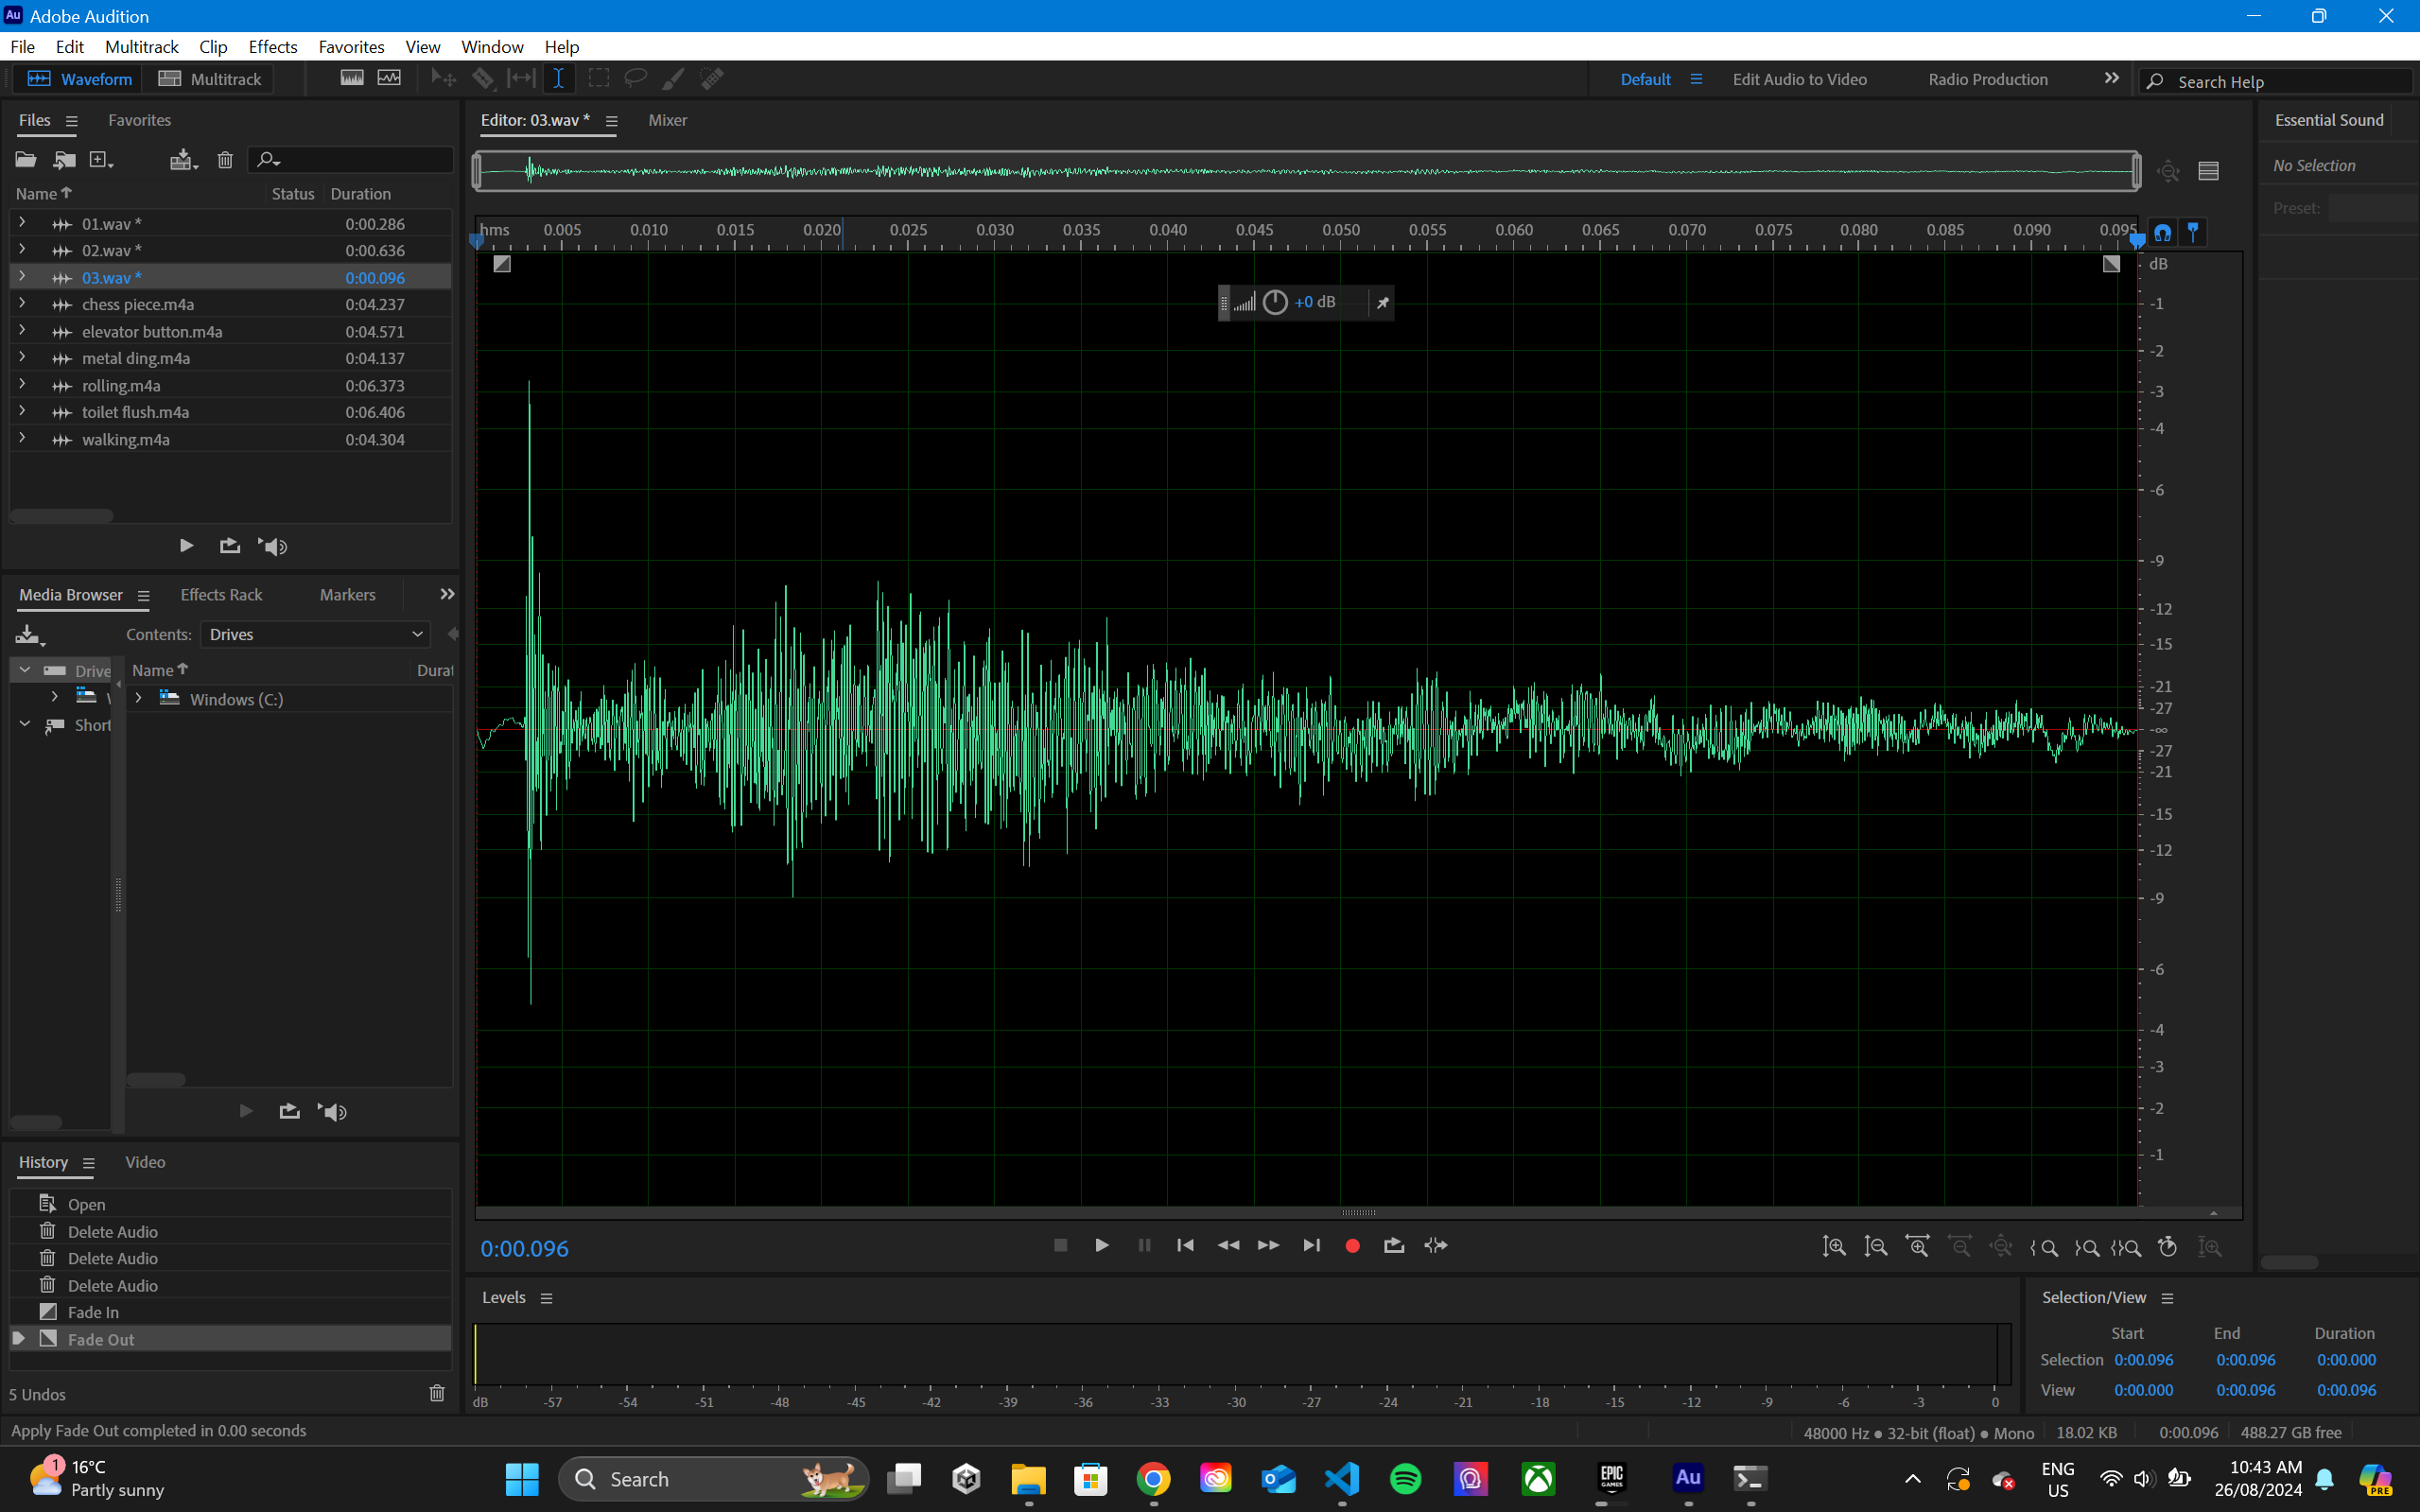 Au Adobe Audition
File Edit Multitrack Clip Effects Favorites View Window Help
Waveform Multitrack Default Edit Audio to Video Radio Production Search Help
Files Favorites
Name Status Duration
01.wav * 0:00.286
02.wav * 0:00.636
03.wav * 0:00.096
chess piece.m4a 0:04.237
elevator button.m4a 0:04.571
metal ding.m4a 0:04.137
rolling.m4a 0:06.373
toilet flush.m4a 0:06.406
walking.m4a 0:04.304
Media Browser Effects Rack Markers
Contents: Drives
Drive Name Durat
Windows (C:)
Short
History Video
Open
Delete Audio
Delete Audio
Delete Audio
Fade In
Fade Out
5 Undos
Editor: 03.wav * Mixer
hms 0.005 0.010 0.015 0.020 0.025 0.030 0.035 0.040 0.045 0.050 0.055 0.060 0.065 0.070 0.075 0.080 0.085 0.090 0.095
+0 dB
dB
-1
-2
-3
-4
-6
-9
-12
-15
-21
-27
-∞
-27
-21
-15
-12
-9
-6
-4
-3
-2
-1
0:00.096
Levels
dB -57 -54 -51 -48 -45 -42 -39 -36 -33 -30 -27 -24 -21 -18 -15 -12 -9 -6 -3 0
Essential Sound
No Selection
Preset:
Selection/View
Start End Duration
Selection 0:00.096 0:00.096 0:00.000
View 0:00.000 0:00.096 0:00.096
Apply Fade Out completed in 0.00 seconds
48000 Hz ● 32-bit (float) ● Mono 18.02 KB 0:00.096 488.27 GB free
1 16°C
Partly sunny
Search
EPIC GAMES
Au
ENG
US
10:43 AM
26/08/2024
PRE